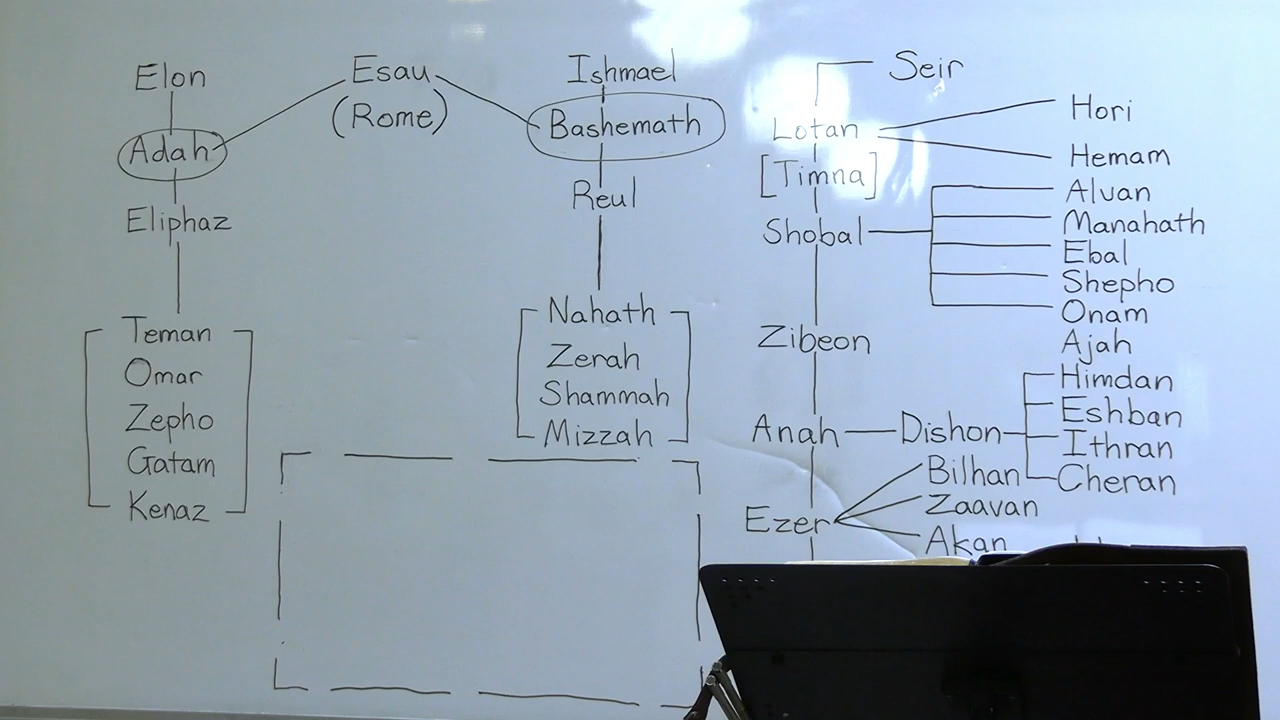 Elon
Esau
(Rome)
Adah
Eliphaz
Teman
Omar
Zepho
Gatam
Kenaz
Ishmael
Bashemath
Reul
Nahath
Zerah
Shammah
Mizzah
Seir
Lotan
Hori
Hemam
[Timna]
Shobal
Alvan
Manahath
Ebal
Shepho
Onam
Zibeon
Ajah
Anah
Dishon
Himdan
Eshban
Ithran
Cheran
Ezer
Bilhan
Zaavan
Akan